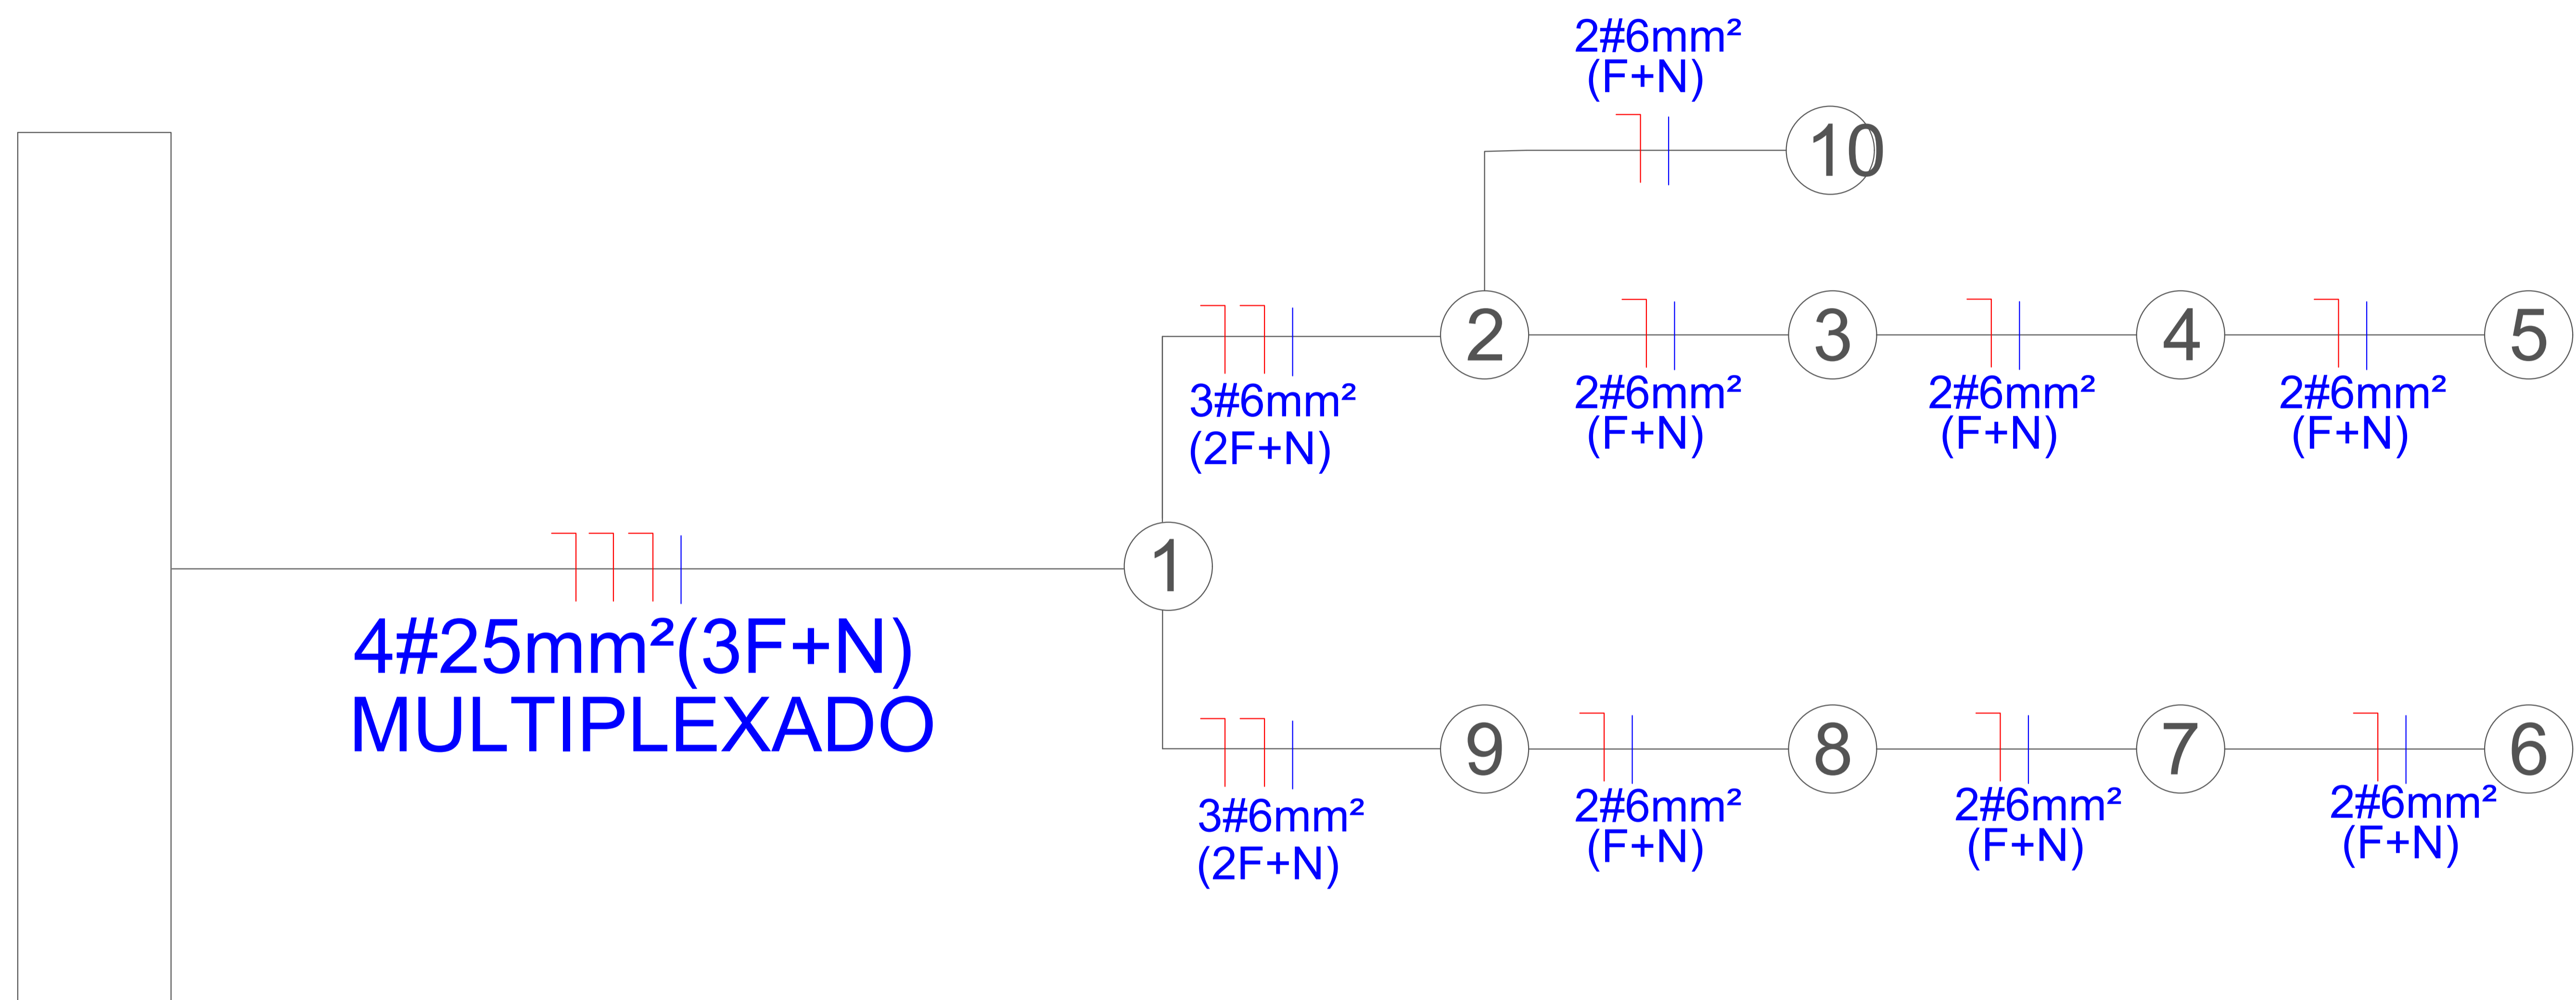 2#6mm²
(F+N)
10
2
3
4
5
3#6mm²
(2F+N)
2#6mm²
(F+N)
2#6mm²
(F+N)
2#6mm²
(F+N)
1
4#25mm²(3F+N)
MULTIPLEXADO
9
8
7
6
3#6mm²
(2F+N)
2#6mm²
(F+N)
2#6mm²
(F+N)
2#6mm²
(F+N)